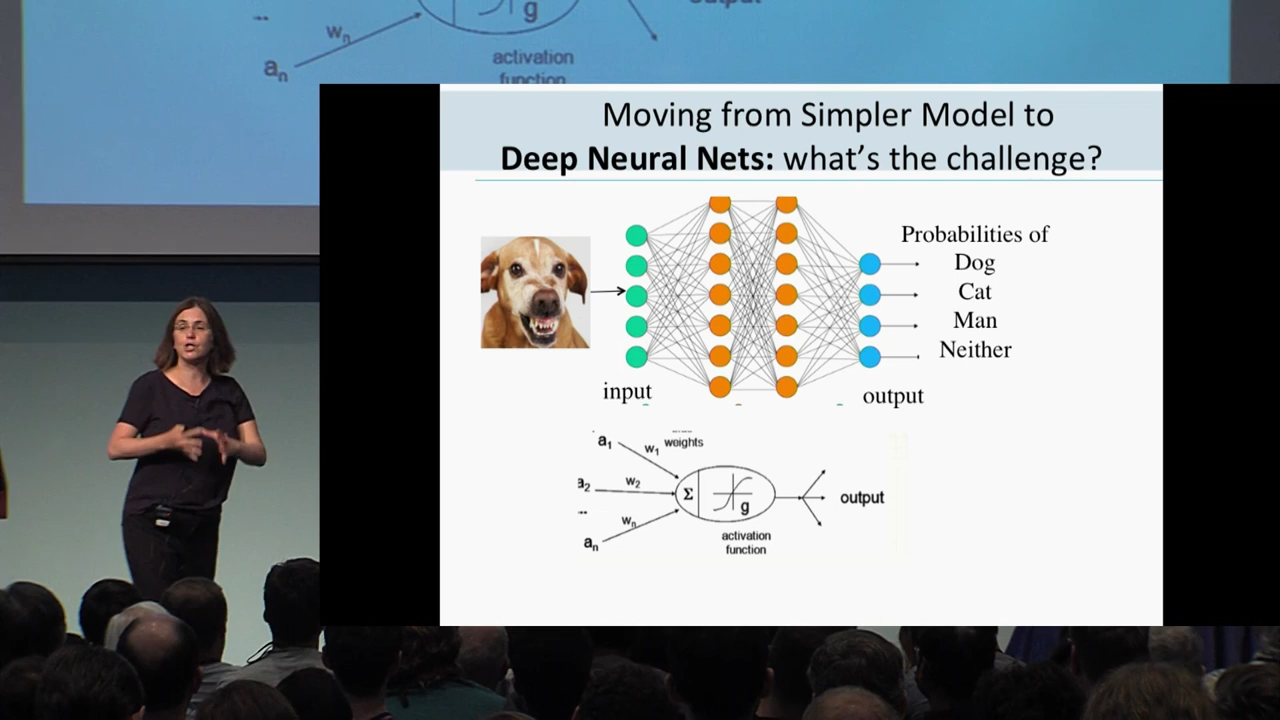 wₙ
g
output
aₙ
activation
function
Moving from Simpler Model to
Deep Neural Nets: what’s the challenge?
Probabilities of
Dog
Cat
Man
Neither
input
output
a₁
w₁
weights
a₂
w₂
Σ
g
output
wₙ
aₙ
activation
function